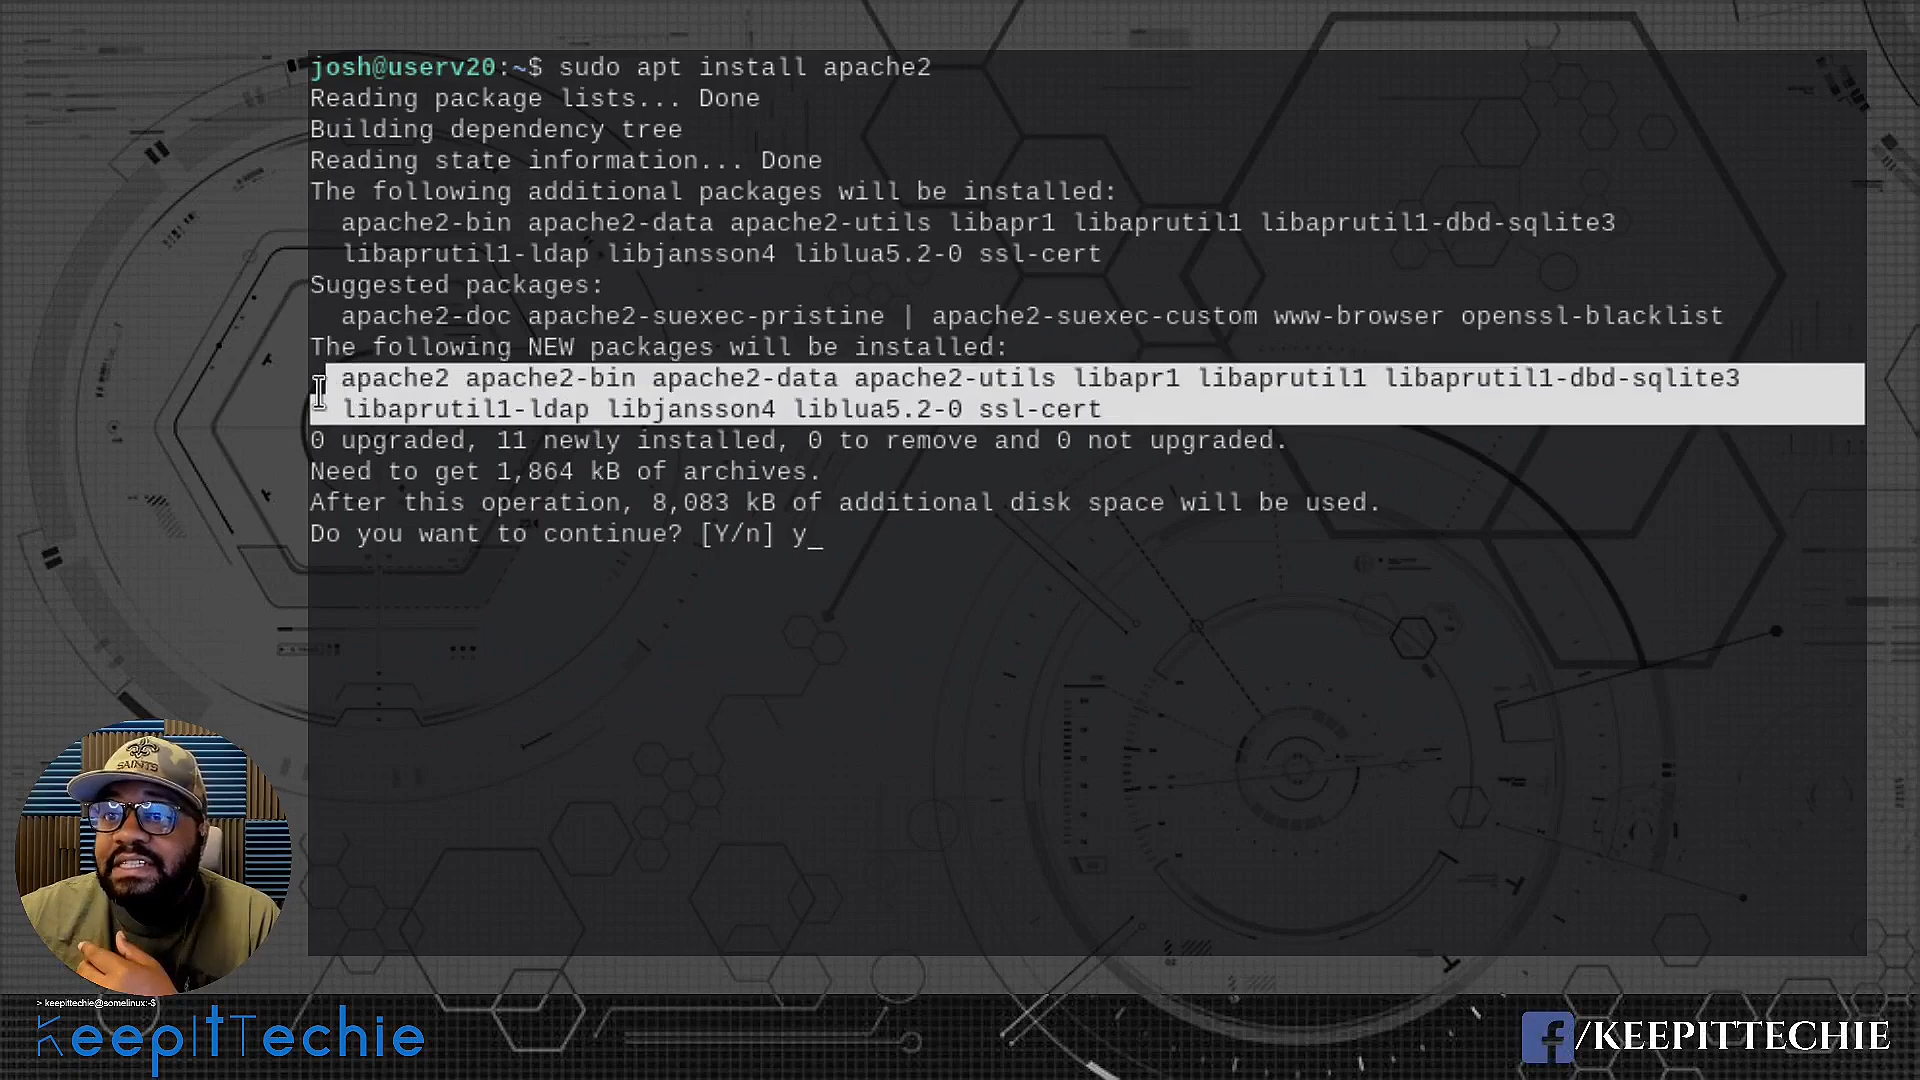 josh@userv20:~$ sudo apt install apache2
Reading package lists... Done
Building dependency tree
Reading state information... Done
The following additional packages will be installed:
  apache2-bin apache2-data apache2-utils libapr1 libaprutil1 libaprutil1-dbd-sqlite3
  libaprutil1-ldap libjansson4 liblua5.2-0 ssl-cert
Suggested packages:
  apache2-doc apache2-suexec-pristine | apache2-suexec-custom www-browser openssl-blacklist
The following NEW packages will be installed:
  apache2 apache2-bin apache2-data apache2-utils libapr1 libaprutil1 libaprutil1-dbd-sqlite3
  libaprutil1-ldap libjansson4 liblua5.2-0 ssl-cert
0 upgraded, 11 newly installed, 0 to remove and 0 not upgraded.
Need to get 1,864 kB of archives.
After this operation, 8,083 kB of additional disk space will be used.
Do you want to continue? [Y/n] y_
SAINTS
> keepittechie@somelinux:~$
KeepItTechie
f/KEEPITTECHIE